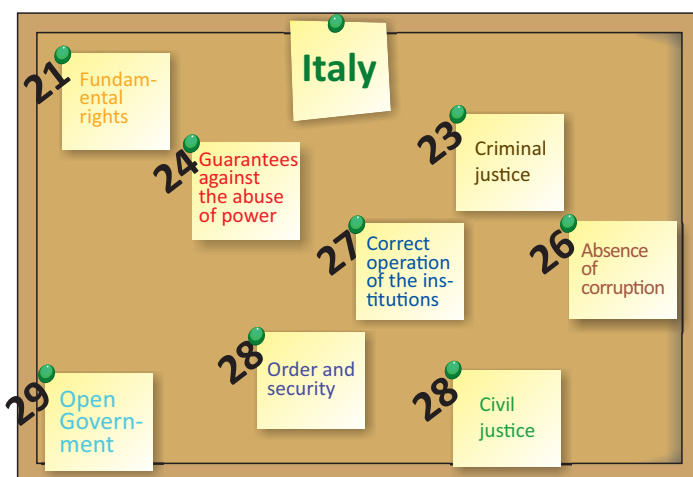 Italy
21
Fundam-
ental
rights
24
Guarantees
against
the abuse
of power
23
Criminal
justice
27
Correct
operation
of the ins-
titutions
26
Absence
of
corruption
28
Order and
security
29
Open
Govern-
ment
28
Civil
justice